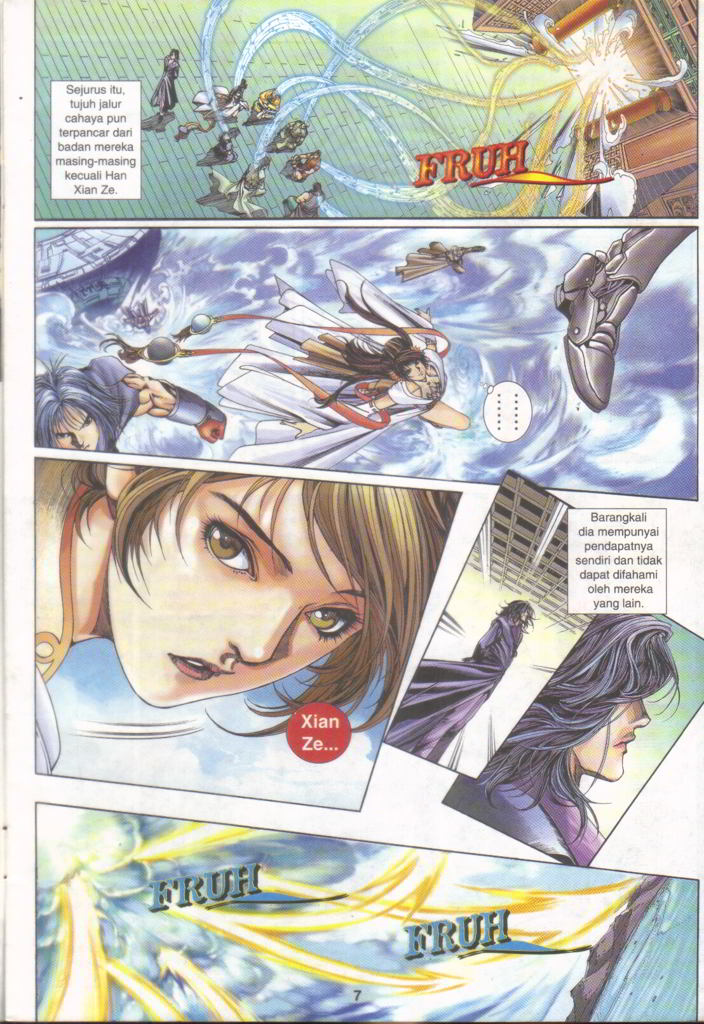 Sejurus itu,
tujuh jalur
cahaya pun
terpancar dari
badan mereka
masing-masing
kecuali Han
Xian Ze.
FRUH
Barangkali
dia mempunyai
pendapatnya
sendiri dan tidak
dapat difahami
oleh mereka
yang lain.
Xian
Ze...
FRUH
FRUH
7